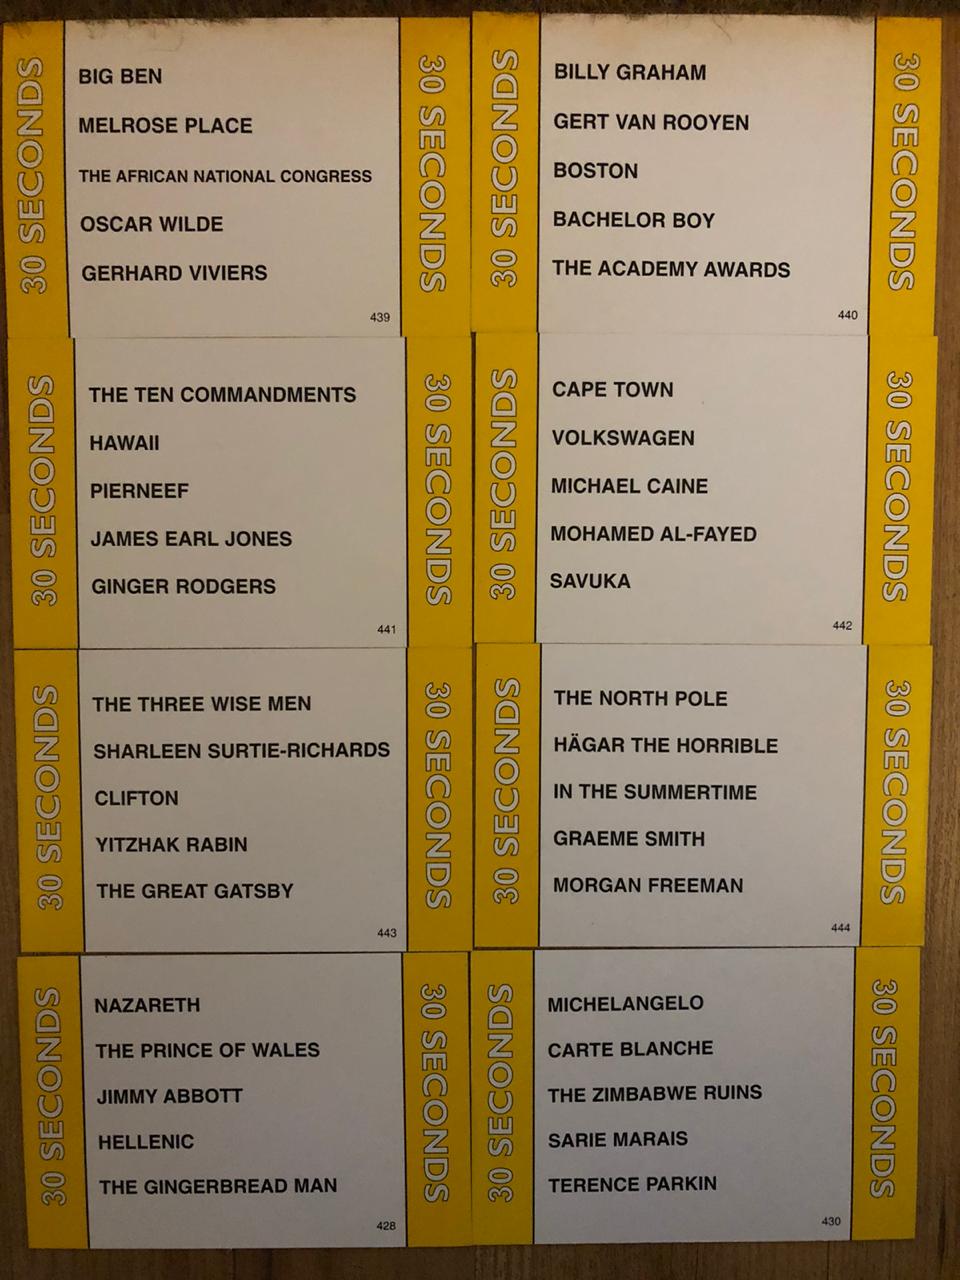 30 SECONDS
BIG BEN
MELROSE PLACE
THE AFRICAN NATIONAL CONGRESS
OSCAR WILDE
GERHARD VIVIERS
439
30 SECONDS
30 SECONDS
BILLY GRAHAM
GERT VAN ROOYEN
BOSTON
BACHELOR BOY
THE ACADEMY AWARDS
440
30 SECONDS
30 SECONDS
THE TEN COMMANDMENTS
HAWAII
PIERNEEF
JAMES EARL JONES
GINGER RODGERS
441
30 SECONDS
30 SECONDS
CAPE TOWN
VOLKSWAGEN
MICHAEL CAINE
MOHAMED AL-FAYED
SAVUKA
442
30 SECONDS
30 SECONDS
THE THREE WISE MEN
SHARLEEN SURTIE-RICHARDS
CLIFTON
YITZHAK RABIN
THE GREAT GATSBY
443
30 SECONDS
30 SECONDS
THE NORTH POLE
HÄGAR THE HORRIBLE
IN THE SUMMERTIME
GRAEME SMITH
MORGAN FREEMAN
444
30 SECONDS
30 SECONDS
NAZARETH
THE PRINCE OF WALES
JIMMY ABBOTT
HELLENIC
THE GINGERBREAD MAN
428
30 SECONDS
30 SECONDS
MICHELANGELO
CARTE BLANCHE
THE ZIMBABWE RUINS
SARIE MARAIS
TERENCE PARKIN
430
30 SECONDS